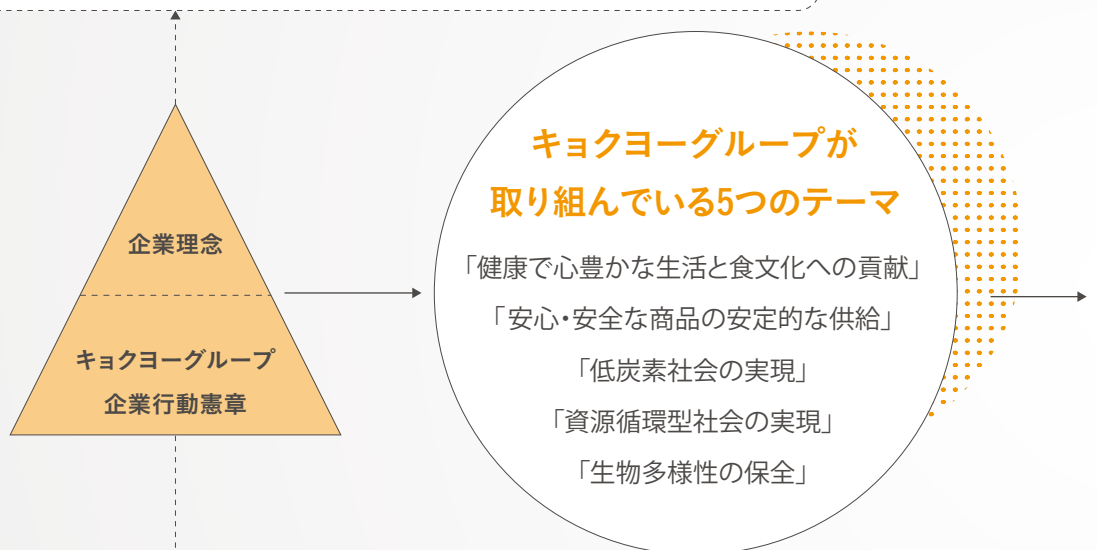 企業理念
キョクヨーグループ
企業行動憲章
キョクヨーグループが
取り組んでいる5つのテーマ
「健康で心豊かな生活と食文化への貢献」
「安心・安全な商品の安定的な供給」
「低炭素社会の実現」
「資源循環型社会の実現」
「生物多様性の保全」